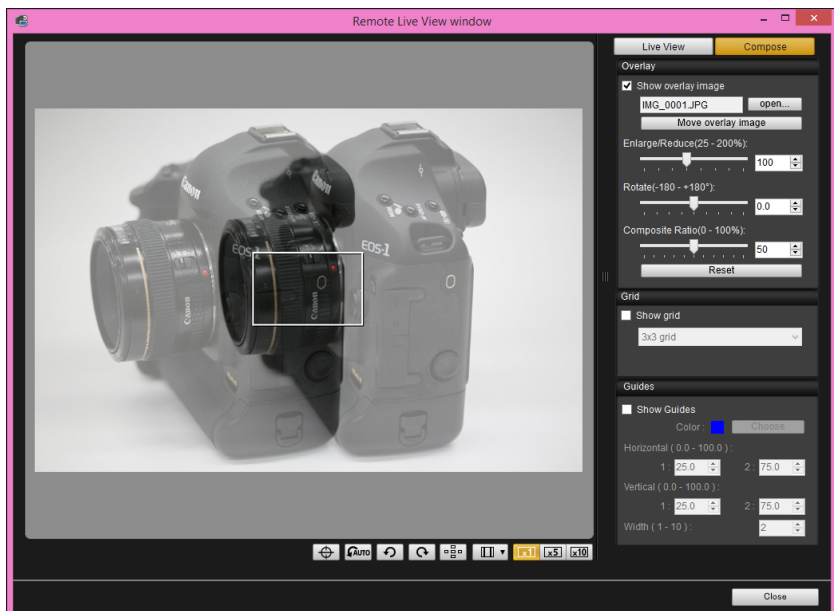 Remote Live View window
Live View
Compose
Overlay
Show overlay image
IMG_0001.JPG
open...
Move overlay image
Enlarge/Reduce(25 - 200%):
100
Rotate(-180 - +180°):
0.0
Composite Ratio(0 - 100%):
50
Reset
Grid
Show grid
3x3 grid
Guides
Show Guides
Color :
Choose
Horizontal ( 0.0 - 100.0 ) :
1 : 25.0
2 : 75.0
Vertical ( 0.0 - 100.0 ) :
1 : 25.0
2 : 75.0
Width ( 1 - 10 ) :
2
Canon
Canon
EOS-1
EOS-1
Canon
Canon
AUTO
x1
x5
x10
Close